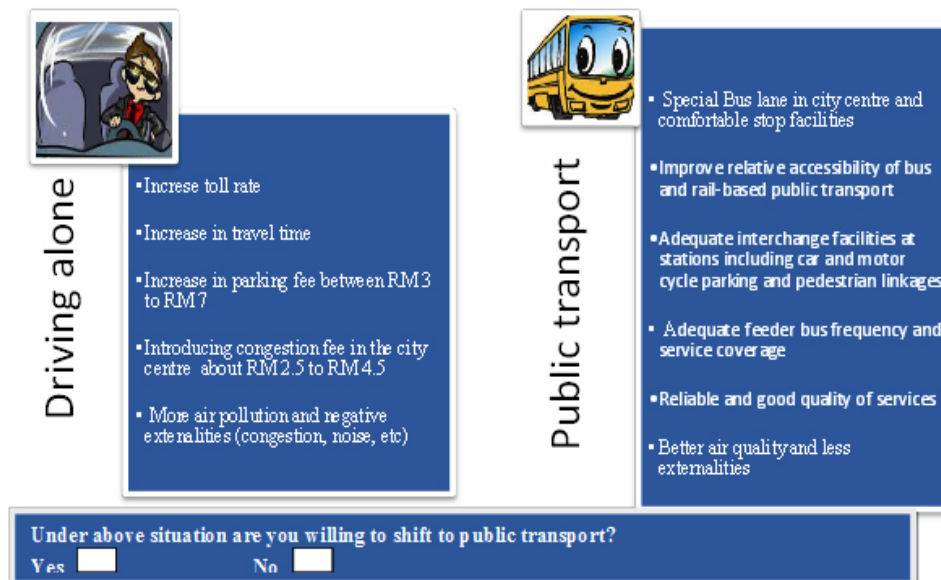 Driving alone
▪Increse toll rate
▪Increase in travel time
▪Increase in parking fee between RM3
to RM7
▪Introducing congestion fee in the city
centre about RM2.5 to RM4.5
▪ More air pollution and negative
extenalities (congestion, noise, etc)
Public transport
▪ Special Bus lane in city centre and
comfortable stop facilities
•Improve relative accessibility of bus
and rail-based public transport
•Adequate interchange facilities at
stations including car and motor
cycle parking and pedestrian linkages
▪ Adequate feeder bus frequency and
service coverage
•Reliable and good quality of services
▪ Better air quality and less
externalities
Under above situation are you willing to shift to public transport?
Yes No